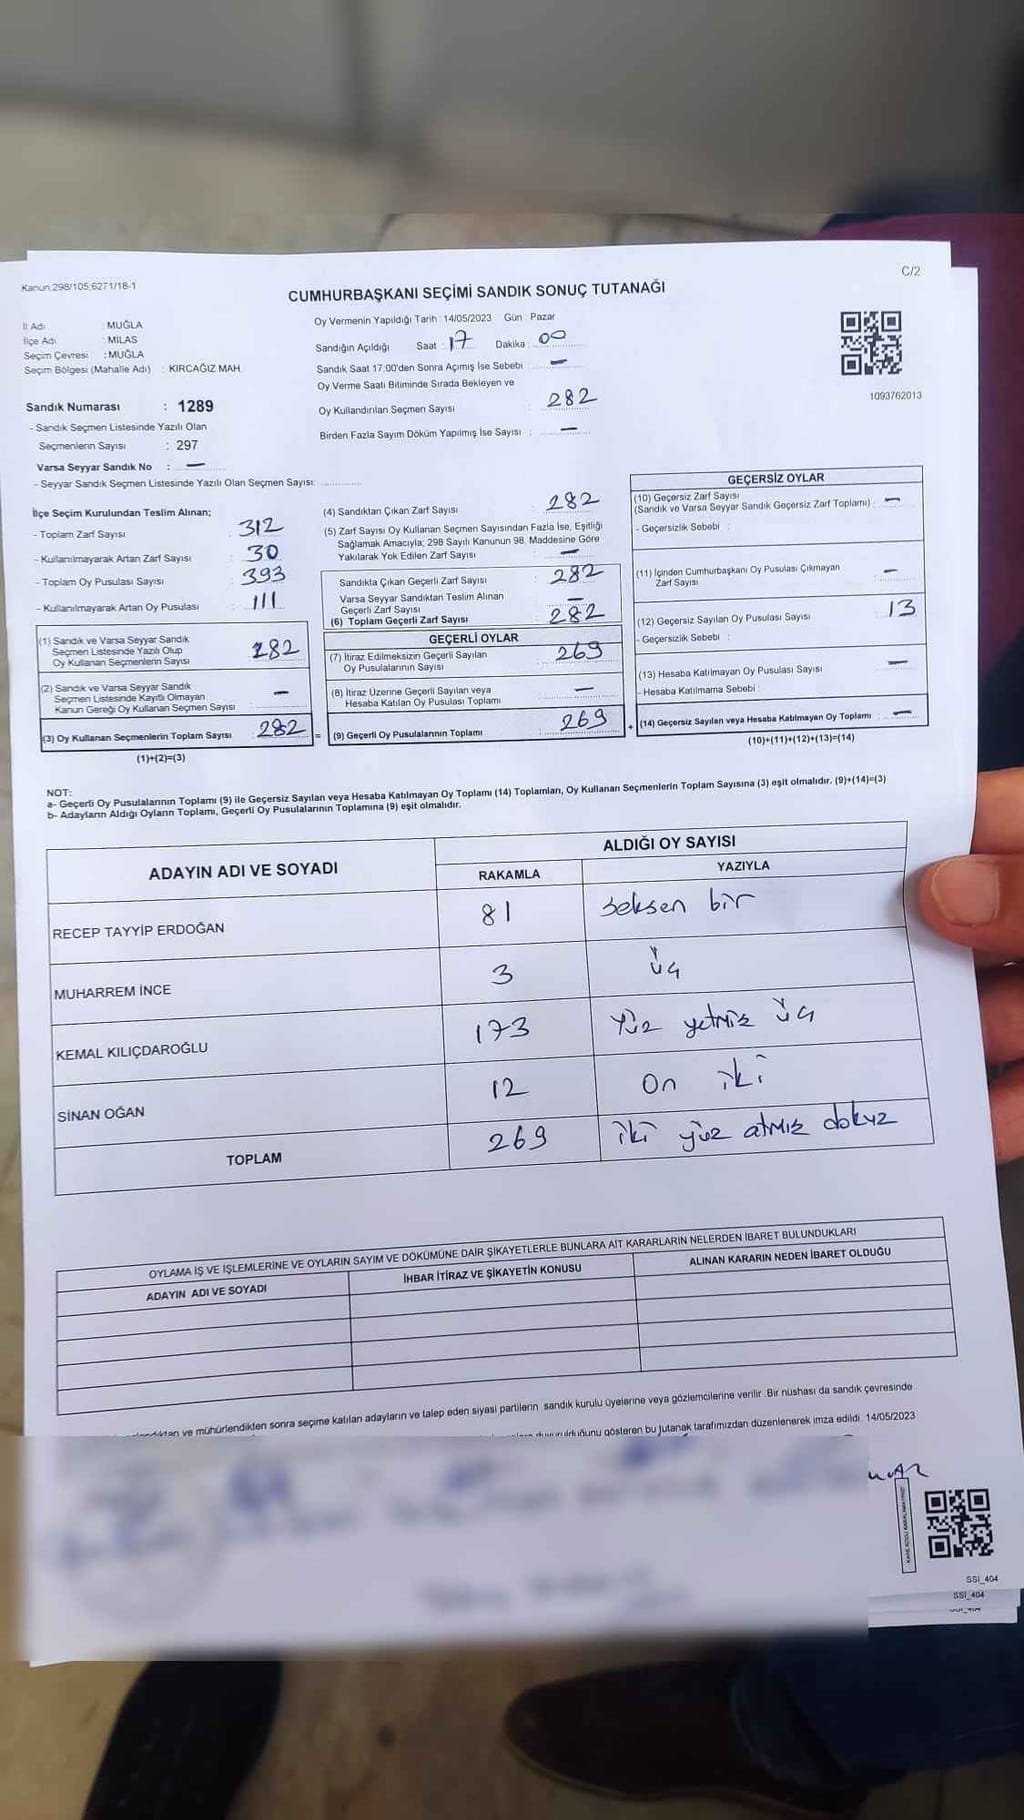 Kanun:298/105,6271/18-1
C/2
CUMHURBAŞKANI SEÇİMİ SANDIK SONUÇ TUTANAĞI
İl Adı : MUĞLA
İlçe Adı : MİLAS
Seçim Çevresi : MUĞLA
Seçim Bölgesi (Mahalle Adı) : KIRCAĞIZ MAH.
Sandık Numarası : 1289
- Sandık Seçmen Listesinde Yazılı Olan
Seçmenlerin Sayısı : 297
Varsa Seyyar Sandık No : —
- Seyyar Sandık Seçmen Listesinde Yazılı Olan Seçmen Sayısı:
Oy Vermenin Yapıldığı Tarih : 14/05/2023 Gün : Pazar
Sandığın Açıldığı Saat : 17 Dakika : 00
Sandık Saat 17.00'den Sonra Açılmış İse Sebebi : —
Oy Verme Saati Bitiminde Sırada Bekleyen ve
Oy Kullandırılan Seçmen Sayısı : 282
Birden Fazla Sayım Döküm Yapılmış İse Sayısı : —
1093762013
İlçe Seçim Kurulundan Teslim Alınan;
- Toplam Zarf Sayısı : 312
- Kullanılmayarak Artan Zarf Sayısı : 30
- Toplam Oy Pusulası Sayısı : 393
- Kullanılmayarak Artan Oy Pusulası : 111
(1) Sandık ve Varsa Seyyar Sandık
Seçmen Listesinde Yazılı Olup
Oy Kullanan Seçmenlerin Sayısı : 282
(2) Sandık ve Varsa Seyyar Sandık
Seçmen Listesinde Kayıtlı Olmayan
Kanun Gereği Oy Kullanan Seçmen Sayısı : —
(3) Oy Kullanan Seçmenlerin Toplam Sayısı : 282 =
(1)+(2)=(3)
(4) Sandıktan Çıkan Zarf Sayısı : 282
(5) Zarf Sayısı Oy Kullanan Seçmen Sayısından Fazla İse, Eşitliği
Sağlamak Amacıyla; 298 Sayılı Kanunun 98. Maddesine Göre
Yakılarak Yok Edilen Zarf Sayısı : —
Sandıkta Çıkan Geçerli Zarf Sayısı : 282
Varsa Seyyar Sandıktan Teslim Alınan
Geçerli Zarf Sayısı : —
(6) Toplam Geçerli Zarf Sayısı : 282
GEÇERLİ OYLAR
(7) İtiraz Edilmeksizin Geçerli Sayılan
Oy Pusulalarının Sayısı : 269
(8) İtiraz Üzerine Geçerli Sayılan veya
Hesaba Katılan Oy Pusulası Toplamı : —
(9) Geçerli Oy Pusulalarının Toplamı : 269 +
GEÇERSİZ OYLAR
(10) Geçersiz Zarf Sayısı
(Sandık ve Varsa Seyyar Sandık Geçersiz Zarf Toplamı) : —
- Geçersizlik Sebebi :
(11) İçinden Cumhurbaşkanı Oy Pusulası Çıkmayan
Zarf Sayısı : —
(12) Geçersiz Sayılan Oy Pusulası Sayısı : 13
- Geçersizlik Sebebi :
(13) Hesaba Katılmayan Oy Pusulası Sayısı : —
- Hesaba Katılmama Sebebi :
(14) Geçersiz Sayılan veya Hesaba Katılmayan Oy Toplamı : —
(10)+(11)+(12)+(13)=(14)
NOT:
a- Geçerli Oy Pusulalarının Toplamı (9) ile Geçersiz Sayılan veya Hesaba Katılmayan Oy Toplamı (14) Toplamları, Oy Kullanan Seçmenlerin Toplam Sayısına (3) eşit olmalıdır. (9)+(14)=(3)
b- Adayların Aldığı Oyların Toplamı, Geçerli Oy Pusulalarının Toplamına (9) eşit olmalıdır.
ADAYIN ADI VE SOYADI
ALDIĞI OY SAYISI
RAKAMLA YAZIYLA
RECEP TAYYİP ERDOĞAN 81 seksen bir
MUHARREM İNCE 3 üç
KEMAL KILIÇDAROĞLU 173 Yüz yetmiş üç
SİNAN OĞAN 12 On iki
TOPLAM 269 iki yüz atmış dokuz
OYLAMA İŞ VE İŞLEMLERİNE VE OYLARIN SAYIM VE DÖKÜMÜNE DAİR ŞİKAYETLERLE BUNLARA AİT KARARLARIN NELERDEN İBARET BULUNDUKLARI
ADAYIN ADI VE SOYADI İHBAR İTİRAZ VE ŞİKAYETİN KONUSU ALINAN KARARIN NEDEN İBARET OLDUĞU
ve mühürlendikten sonra seçime katılan adayların ve talep eden siyasi partilerin sandık kurulu üyelerine veya gözlemcilerine verilir. Bir nüshası da sandık çevresinde
duyurulduğunu gösteren bu tutanak tarafımızdan düzenlenerek imza edildi. 14/05/2023
SSI_404
SSI_404